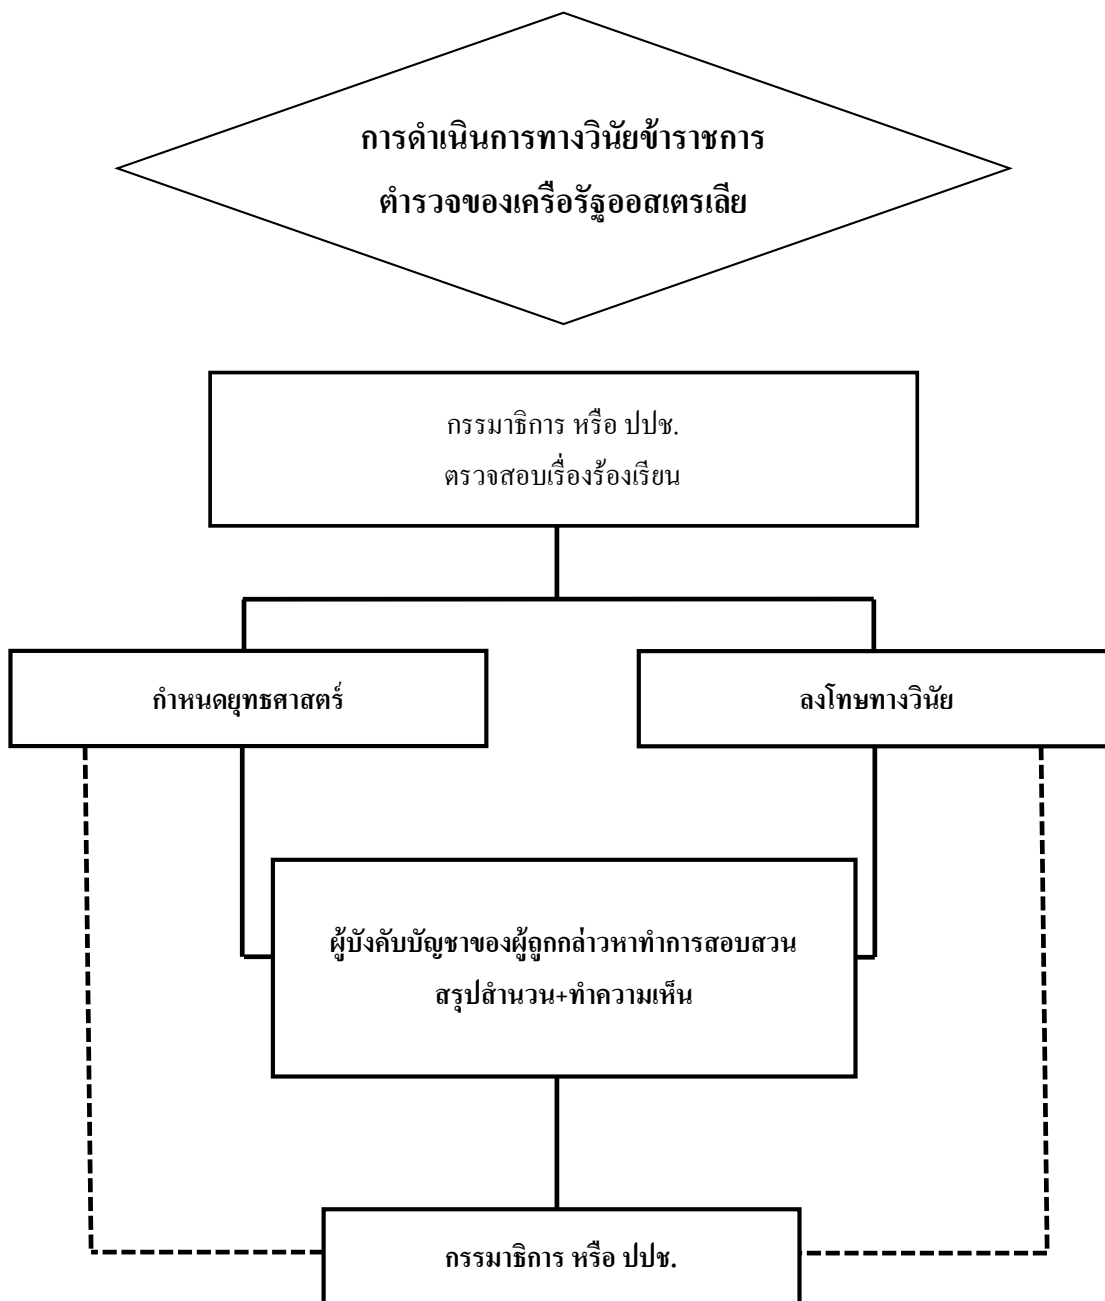 การดำเนินการทางวินัยข้าราชการ
ตำรวจของเครือรัฐออสเตรเลีย
กรรมาธิการ หรือ ปปช.
ตรวจสอบเรื่องร้องเรียน
กำหนดยุทธศาสตร์
ลงโทษทางวินัย
ผู้บังคับบัญชาของผู้ถูกกล่าวหาทำการสอบสวน
สรุปสำนวน+ทำความเห็น
กรรมาธิการ หรือ ปปช.